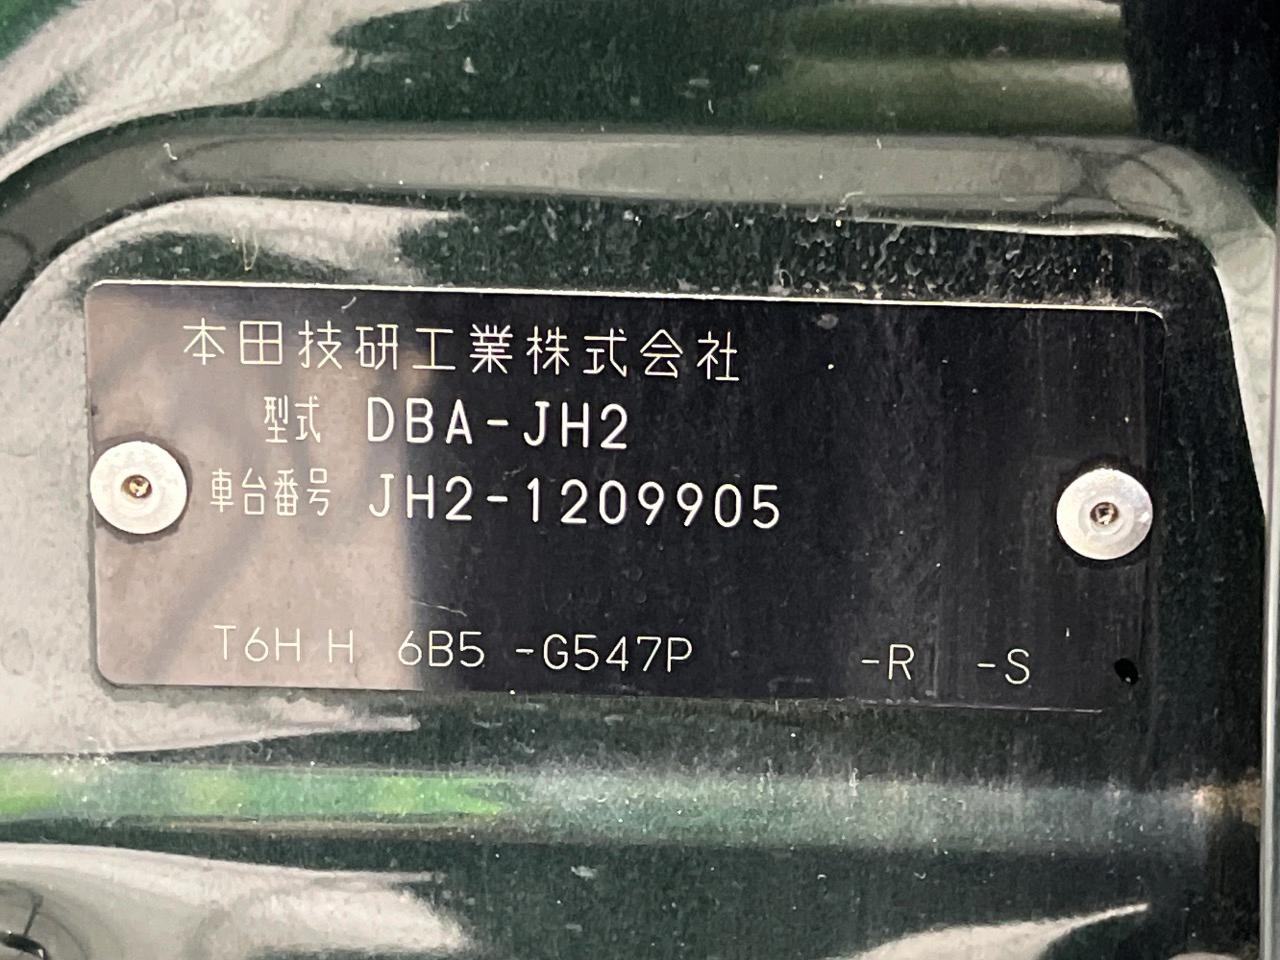 本田技研工業株式会社
型式 DBA-JH2
車台番号 JH2-1209905
T6H H 6B5 -G547P -R -S